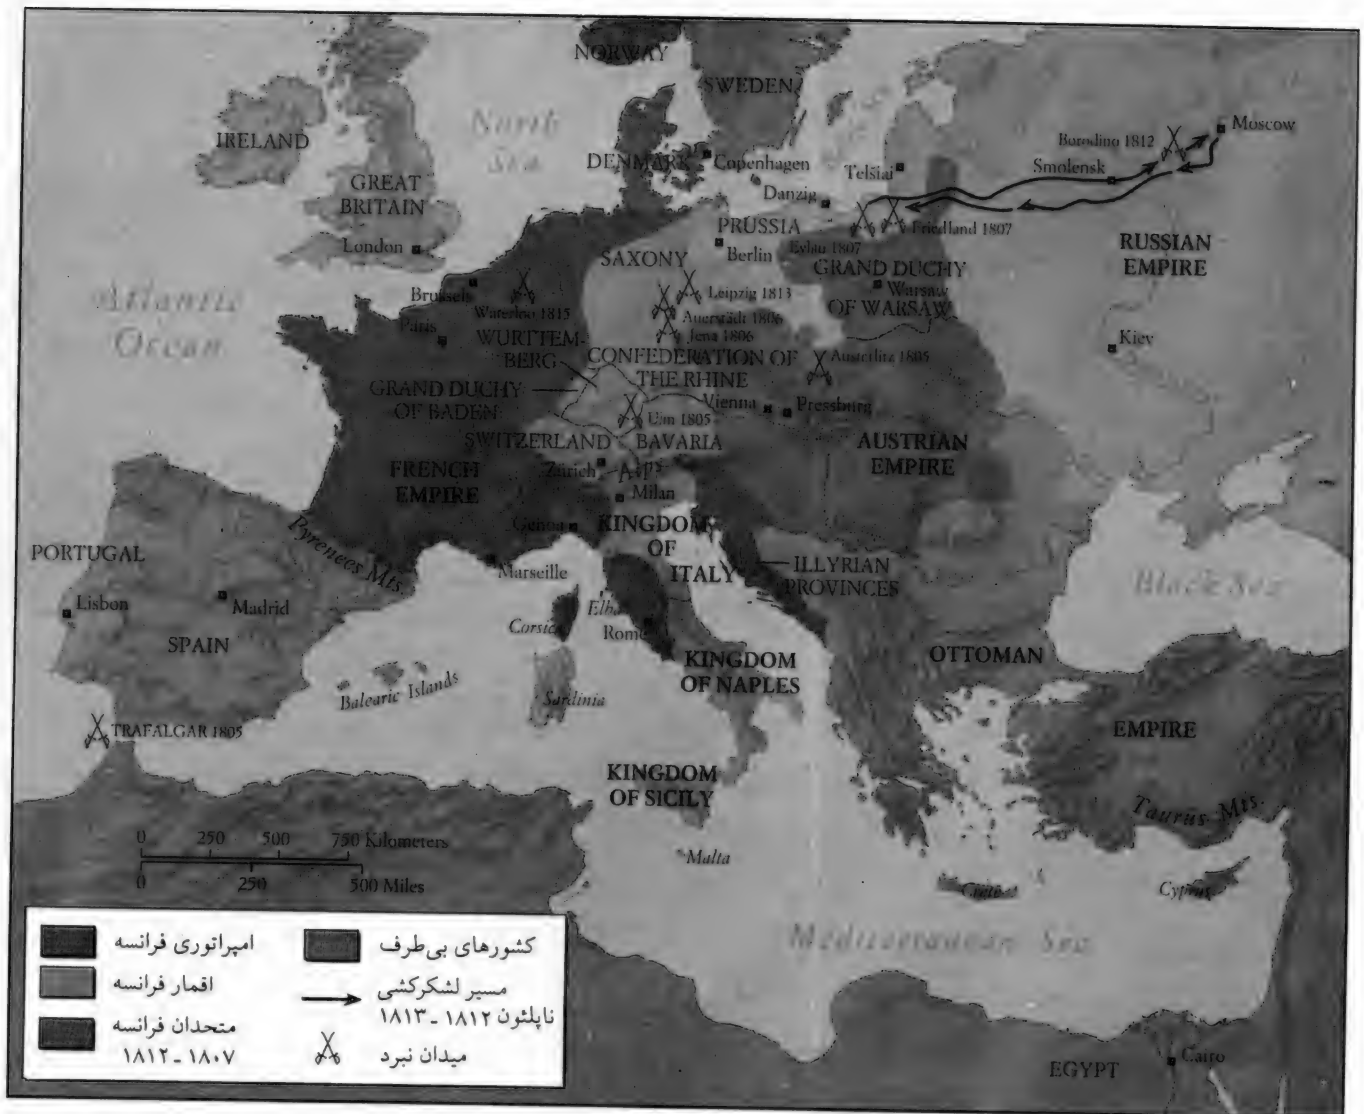 NORWAY
SWEDEN
North
Sea
IRELAND
DENMARK
Copenhagen
Borodino 1812
Moscow
GREAT
BRITAIN
Telšiai
Smolensk
Danzig
London
PRUSSIA
Berlin
Eylau 1807
Friedland 1807
RUSSIAN
EMPIRE
SAXONY
GRAND DUCHY
OF WARSAW
Warsaw
Atlantic
Ocean
Brussels
Waterloo 1815
Leipzig 1813
Auerstädt 1806
Jena 1806
Paris
WURTTEM-
BERG
CONFEDERATION OF
THE RHINE
Austerlitz 1805
Kiev
GRAND DUCHY
OF BADEN
Vienna
Pressburg
Ulm 1805
SWITZERLAND
BAVARIA
AUSTRIAN
EMPIRE
FRENCH
EMPIRE
Zürich
Alps
Milan
Genoa
KINGDOM
OF
ITALY
Pyrenees Mts.
PORTUGAL
Marseille
ILLYRIAN
PROVINCES
Black Sea
Lisbon
Madrid
Corsica
Elba
Rome
SPAIN
KINGDOM
OF NAPLES
OTTOMAN
EMPIRE
Balearic Islands
Sardinia
TRAFALGAR 1805
KINGDOM
OF SICILY
Taurus Mts.
0 250 500 750 Kilometers
0 250 500 Miles
Malta
Crete
Cyprus
Mediterranean Sea
EGYPT
Cairo
امپراتوری فرانسه
اقمار فرانسه
متحدان فرانسه
۱۸۰۷-۱۸۱۲
کشورهای بی‌طرف
مسیر لشکرکشی
ناپلئون ۱۸۱۲-۱۸۱۳
میدان نبرد